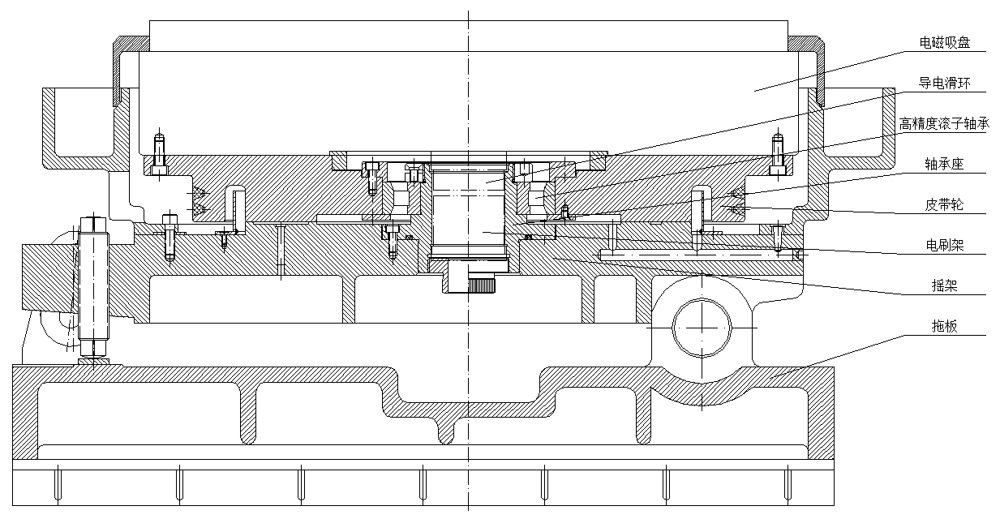 电磁吸盘
导电滑环
高精度滚子轴承
轴承座
皮带轮
电刷架
摇架
拖板